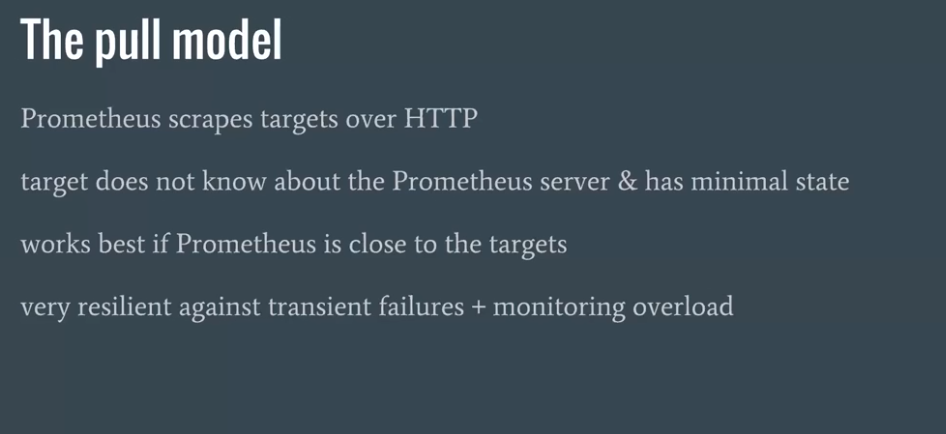 The pull model
Prometheus scrapes targets over HTTP
target does not know about the Prometheus server & has minimal state
works best if Prometheus is close to the targets
very resilient against transient failures + monitoring overload